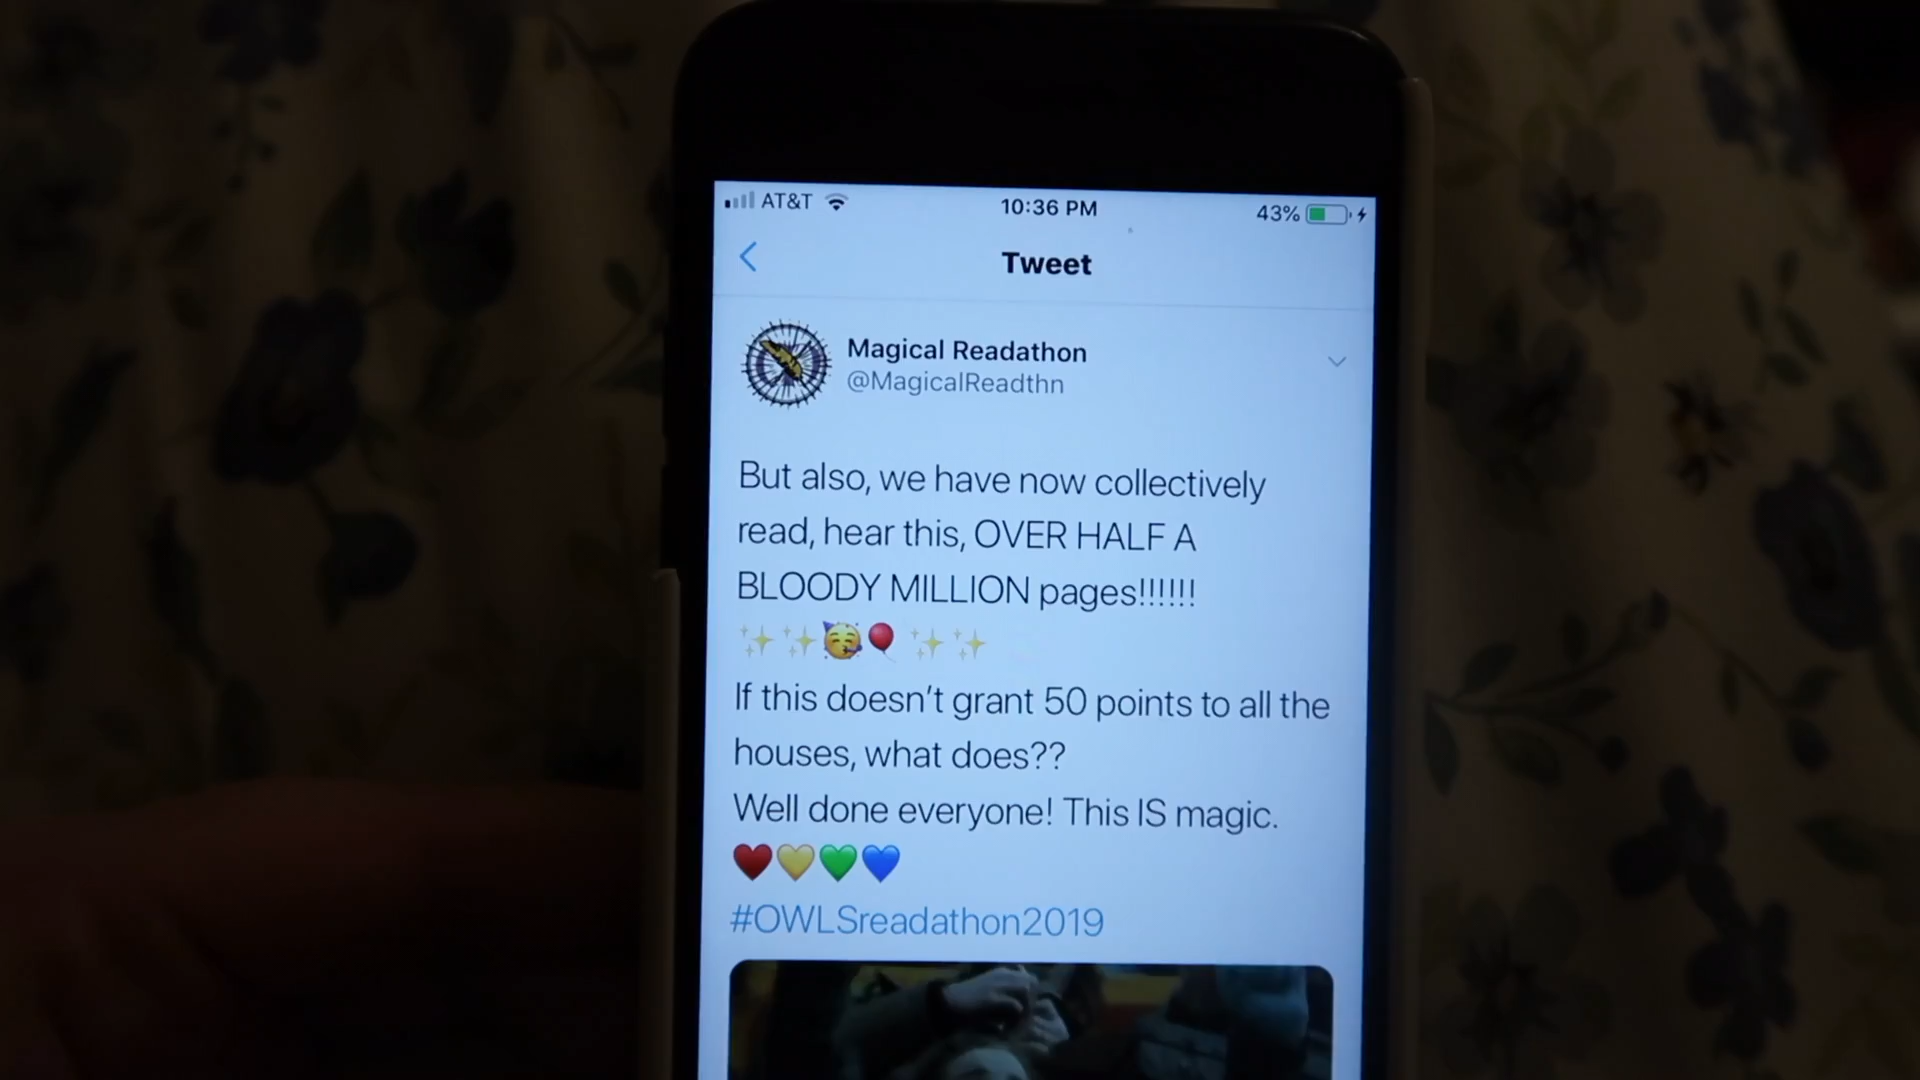 AT&T 10:36 PM 43%
Tweet
Magical Readathon
@MagicalReadthn
But also, we have now collectively
read, hear this, OVER HALF A
BLOODY MILLION pages!!!!!!
✨✨🥳🎈✨✨
If this doesn't grant 50 points to all the
houses, what does??
Well done everyone! This IS magic.
❤️💛💚💙
#OWLSreadathon2019